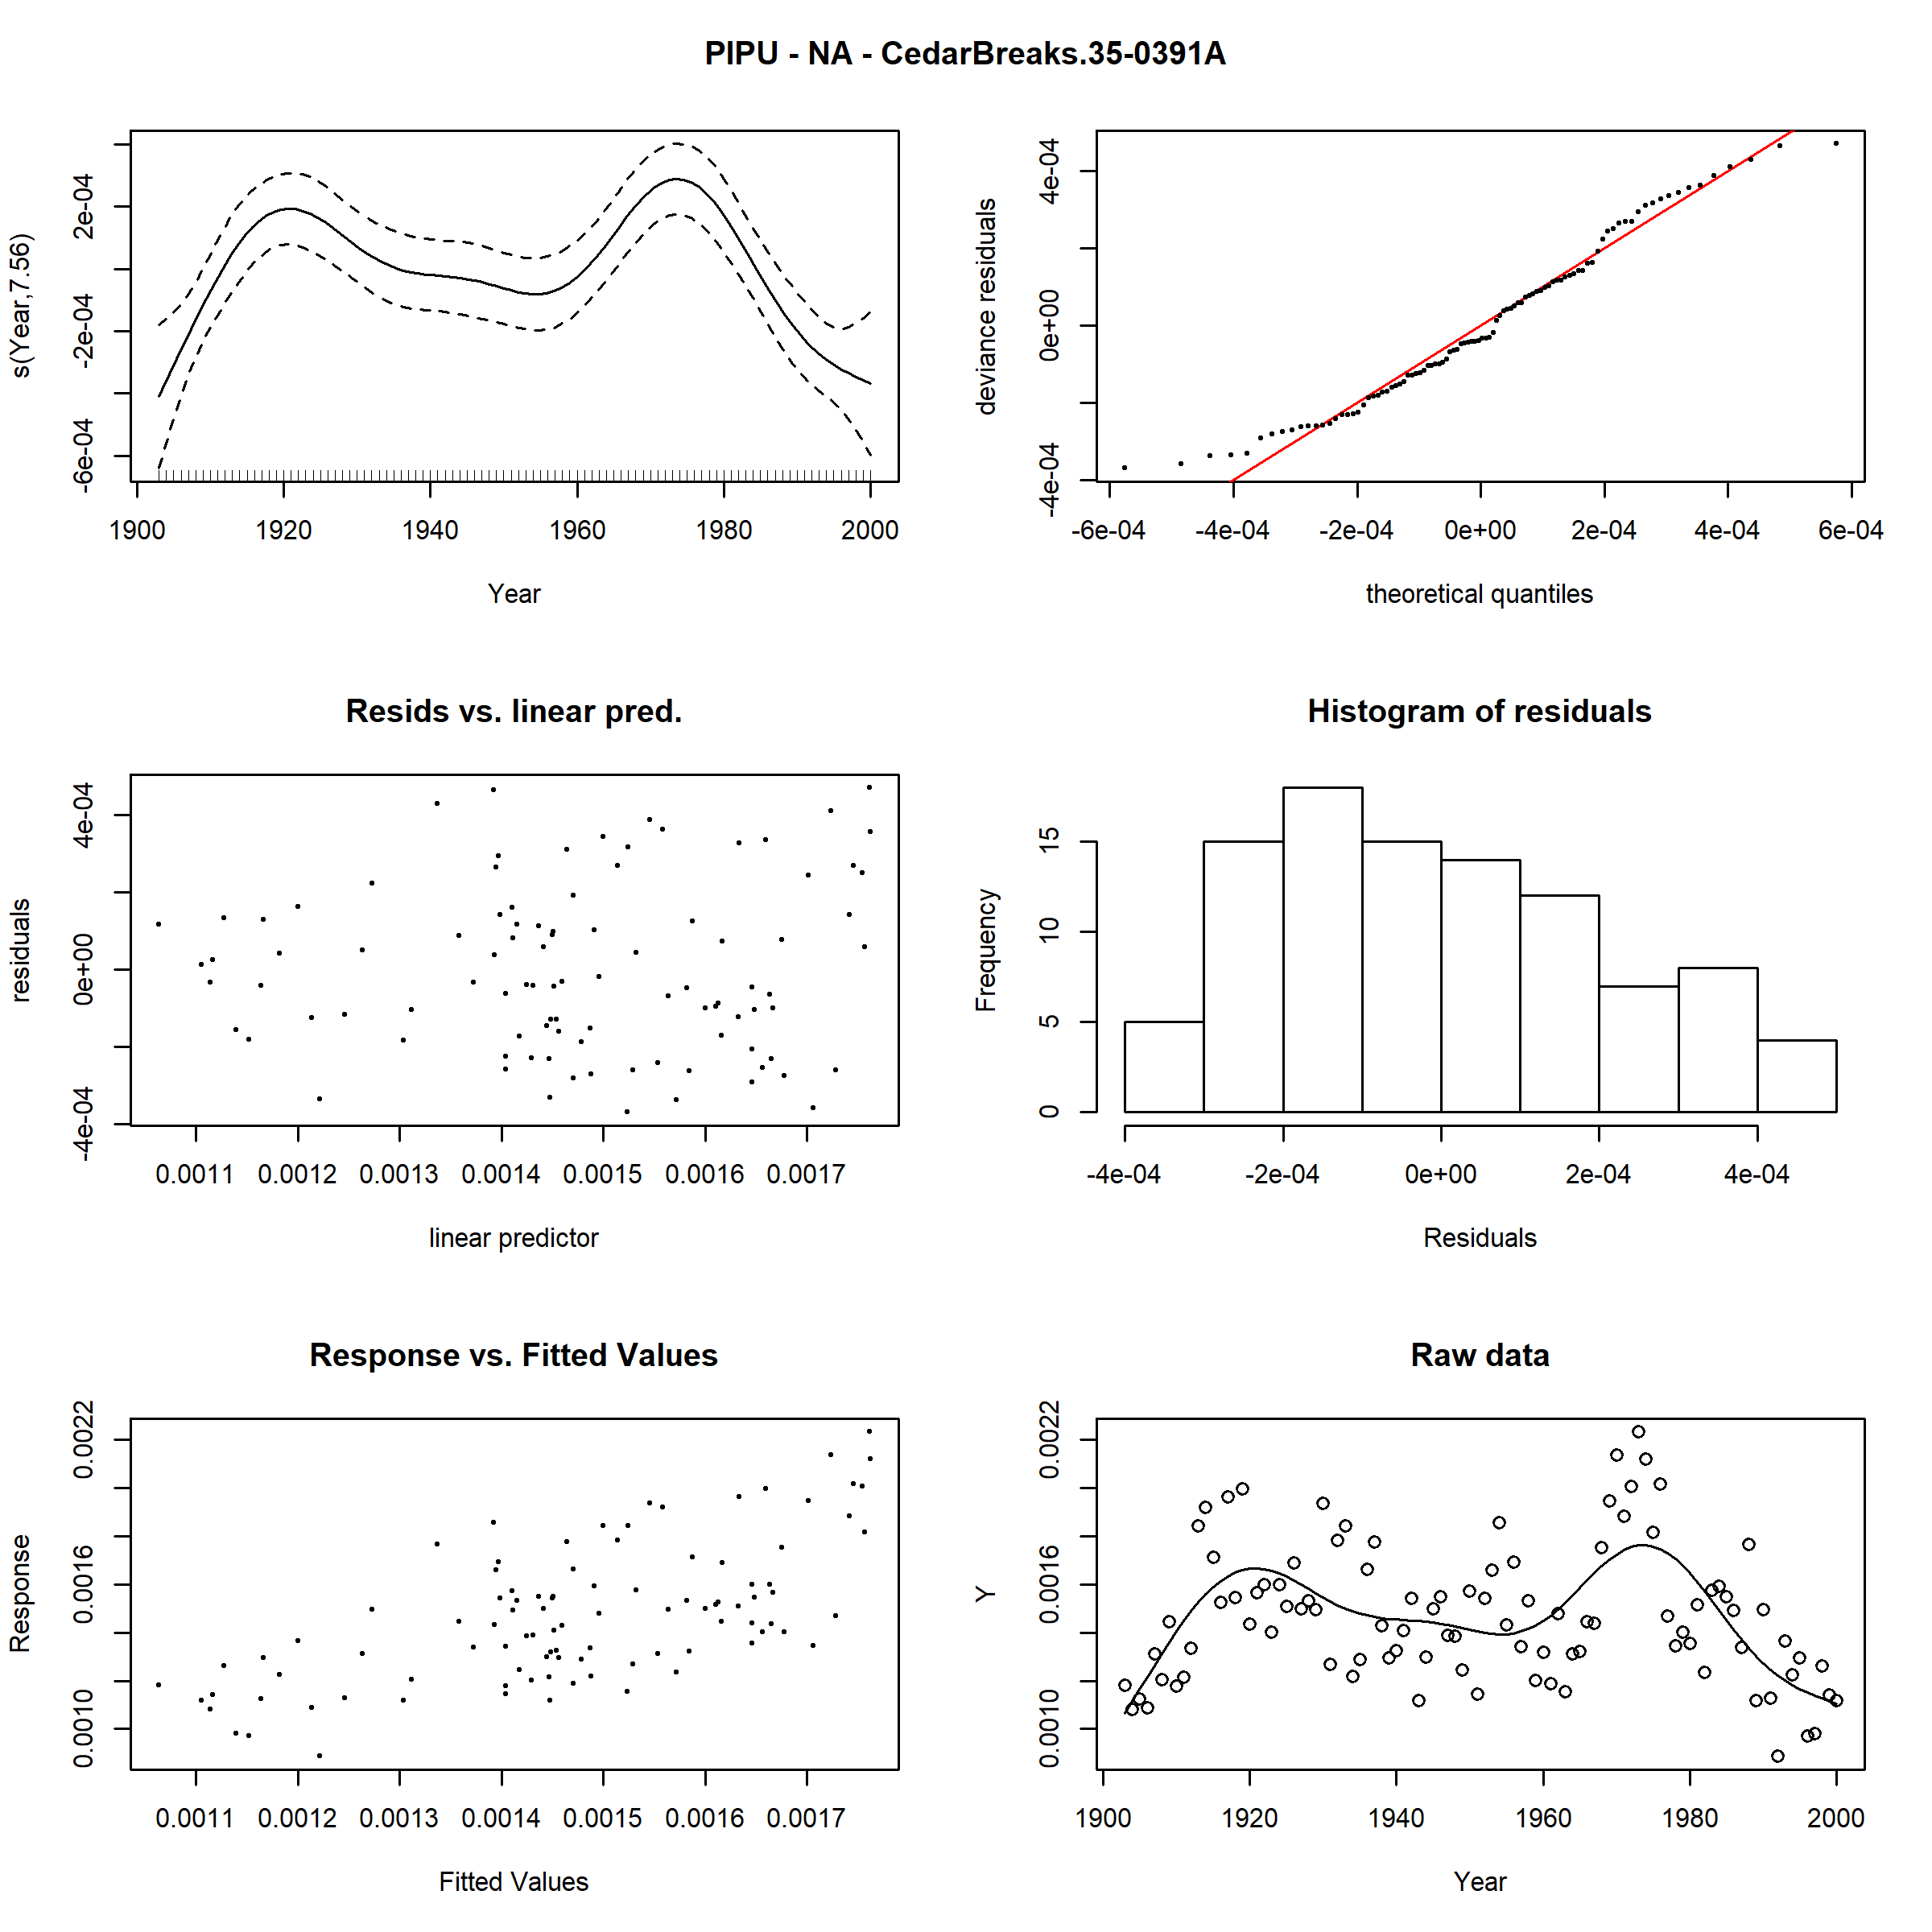 PIPU - NA - CedarBreaks.35-0391A
s(Year,7.56)
-6e-04 -2e-04 2e-04
1900 1920 1940 1960 1980 2000
Year
deviance residuals
-4e-04 0e+00 4e-04
-6e-04 -4e-04 -2e-04 0e+00 2e-04 4e-04 6e-04
theoretical quantiles
Resids vs. linear pred.
residuals
-4e-04 0e+00 4e-04
0.0011 0.0012 0.0013 0.0014 0.0015 0.0016 0.0017
linear predictor
Histogram of residuals
Frequency
0 5 10 15
-4e-04 -2e-04 0e+00 2e-04 4e-04
Residuals
Response vs. Fitted Values
Response
0.0010 0.0016 0.0022
0.0011 0.0012 0.0013 0.0014 0.0015 0.0016 0.0017
Fitted Values
Raw data
Y
0.0010 0.0016 0.0022
1900 1920 1940 1960 1980 2000
Year